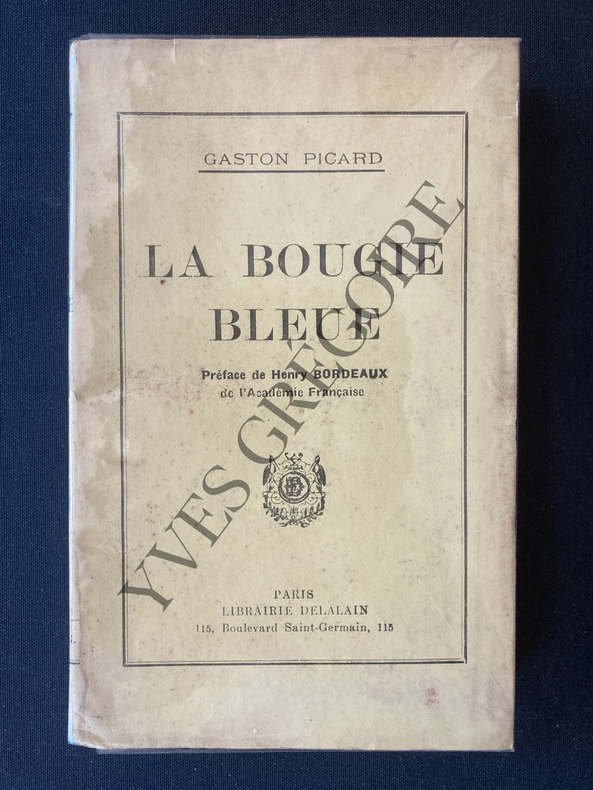 GASTON PICARD
LA BOUGIE
BLEUE
Préface de Henry BORDEAUX
de l'Académie Française
PARIS
LIBRAIRIE DELALAIN
115, Boulevard Saint-Germain, 115
YVES GRÉGOIRE